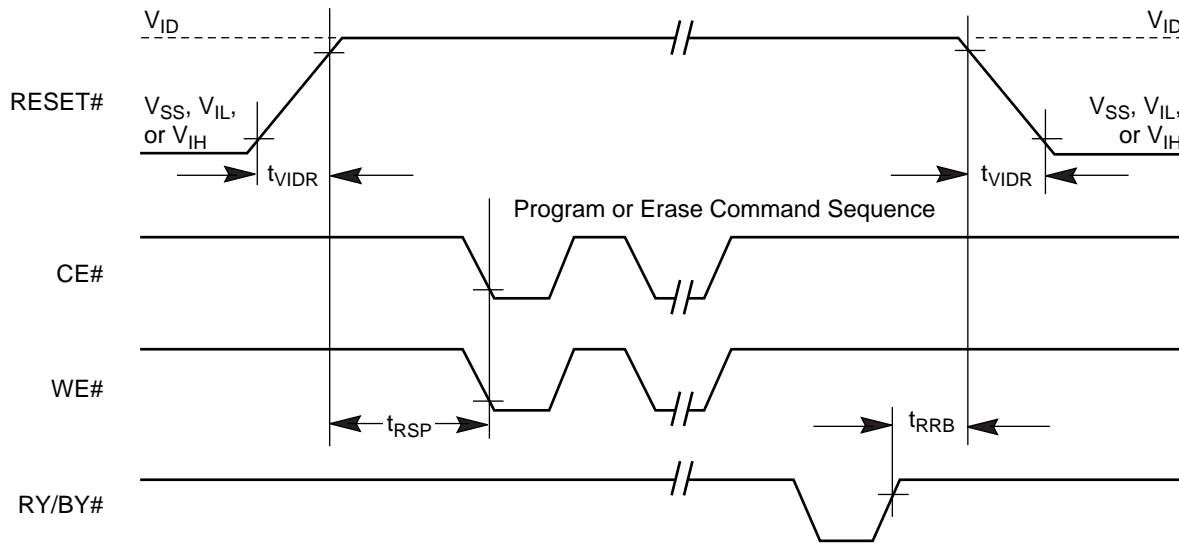 VID
VID
RESET#
VSS, VIL,
or VIH
VSS, VIL,
or VIH
tVIDR
tVIDR
Program or Erase Command Sequence
CE#
WE#
tRSP
tRRB
RY/BY#